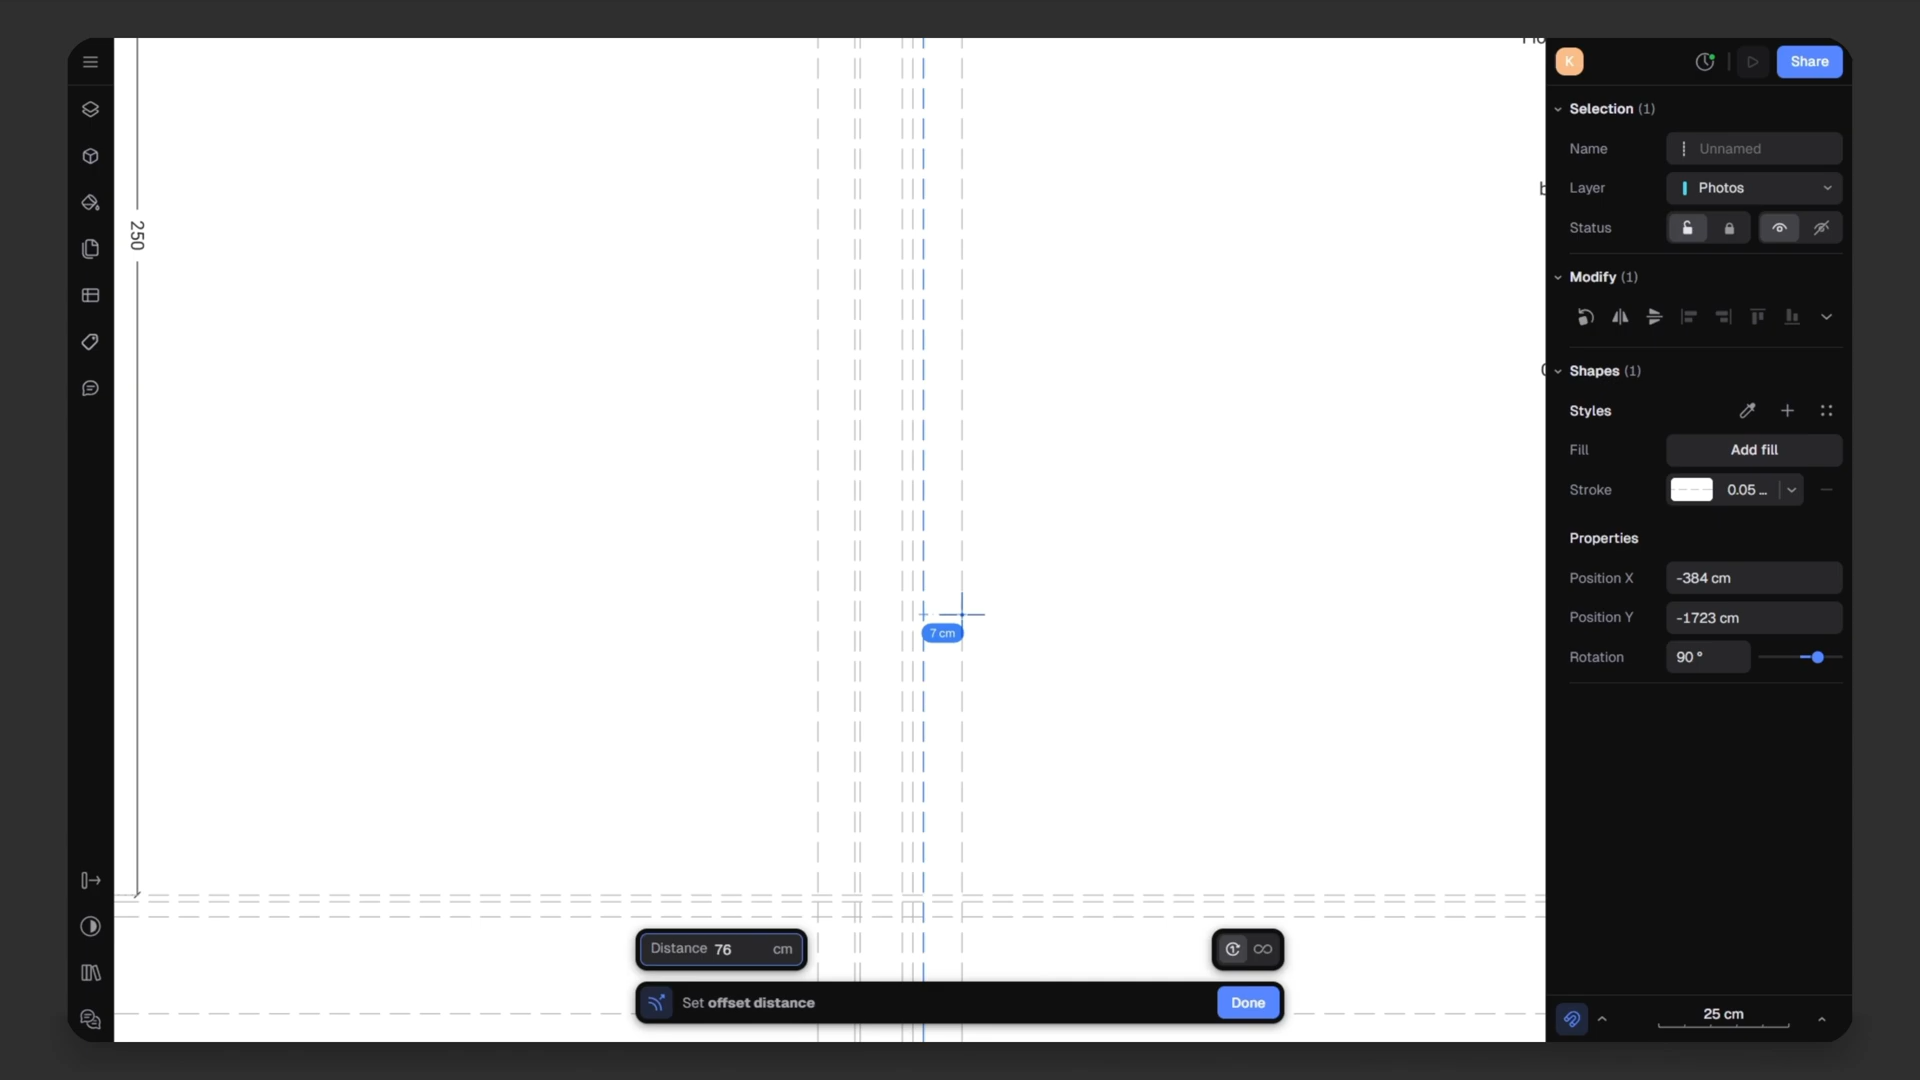 250
K
Share
Selection (1)
Name
Unnamed
Layer
Photos
Status
Modify (1)
Shapes (1)
Styles
Fill
Add fill
Stroke
0.05 ...
Properties
Position X
-384 cm
Position Y
-1723 cm
Rotation
90 °
7 cm
Distance 76 cm
Set offset distance
Done
25 cm